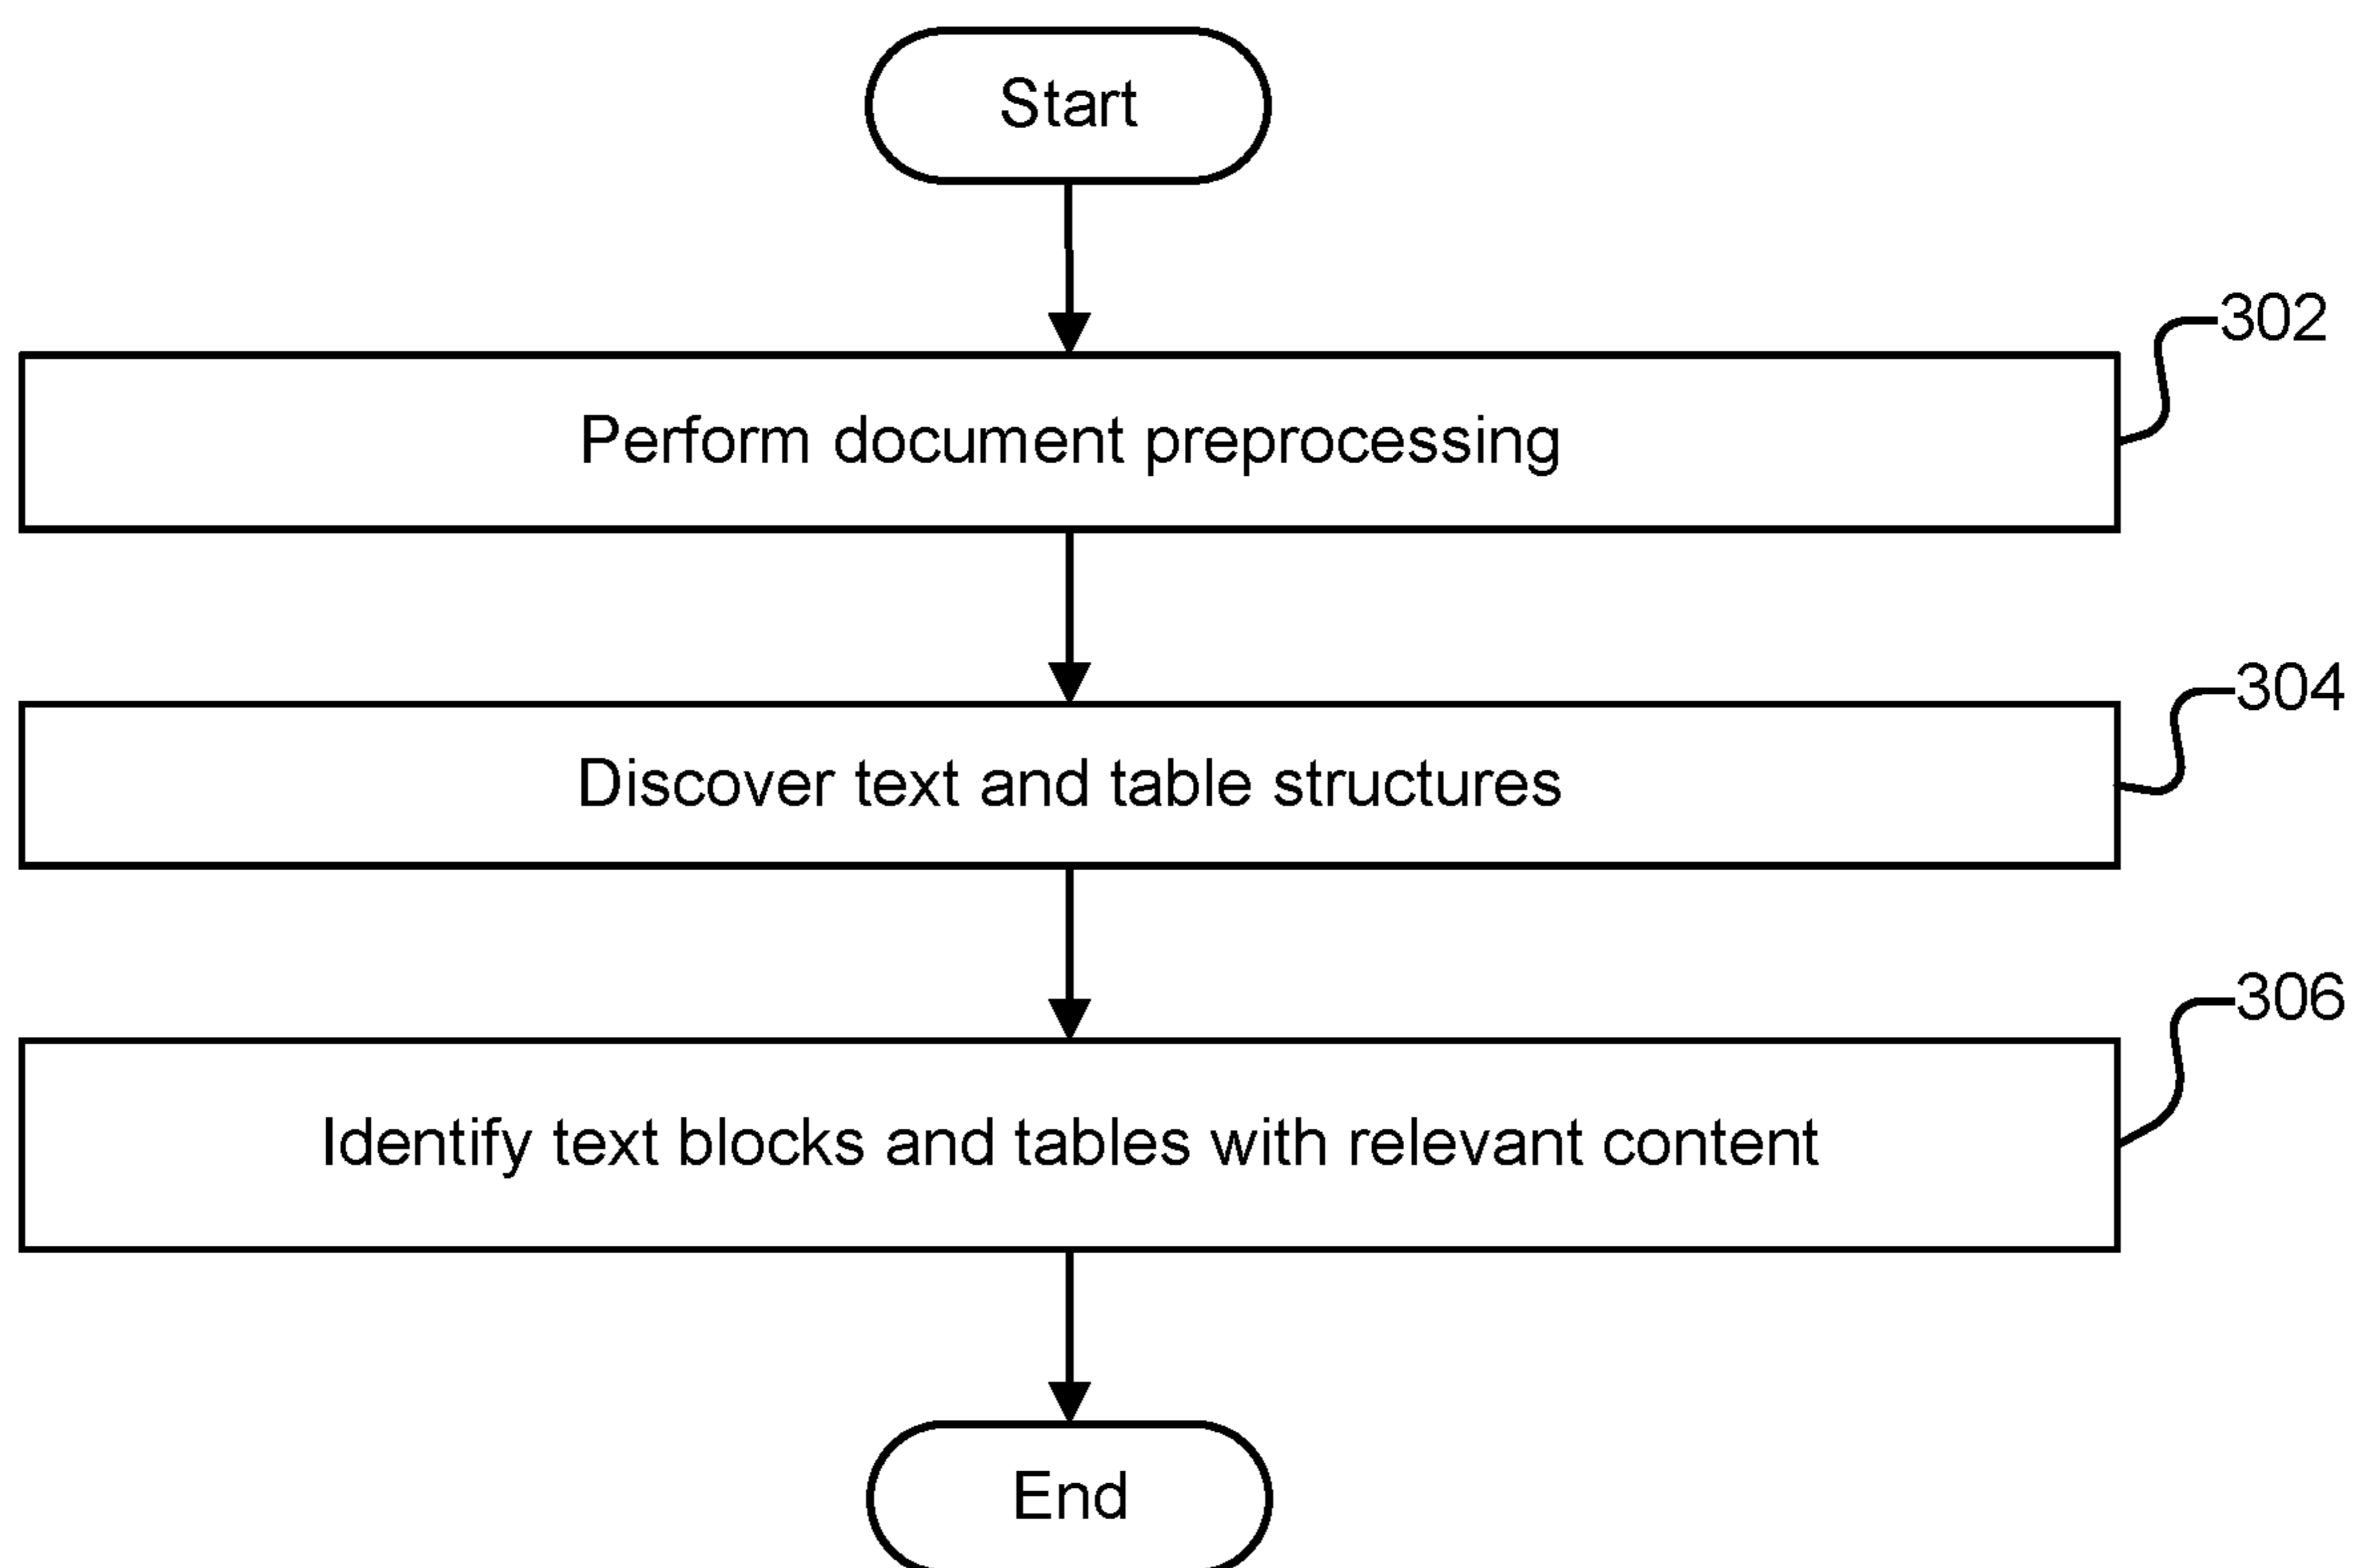 Start
302
Perform document preprocessing
304
Discover text and table structures
306
Identify text blocks and tables with relevant content
End